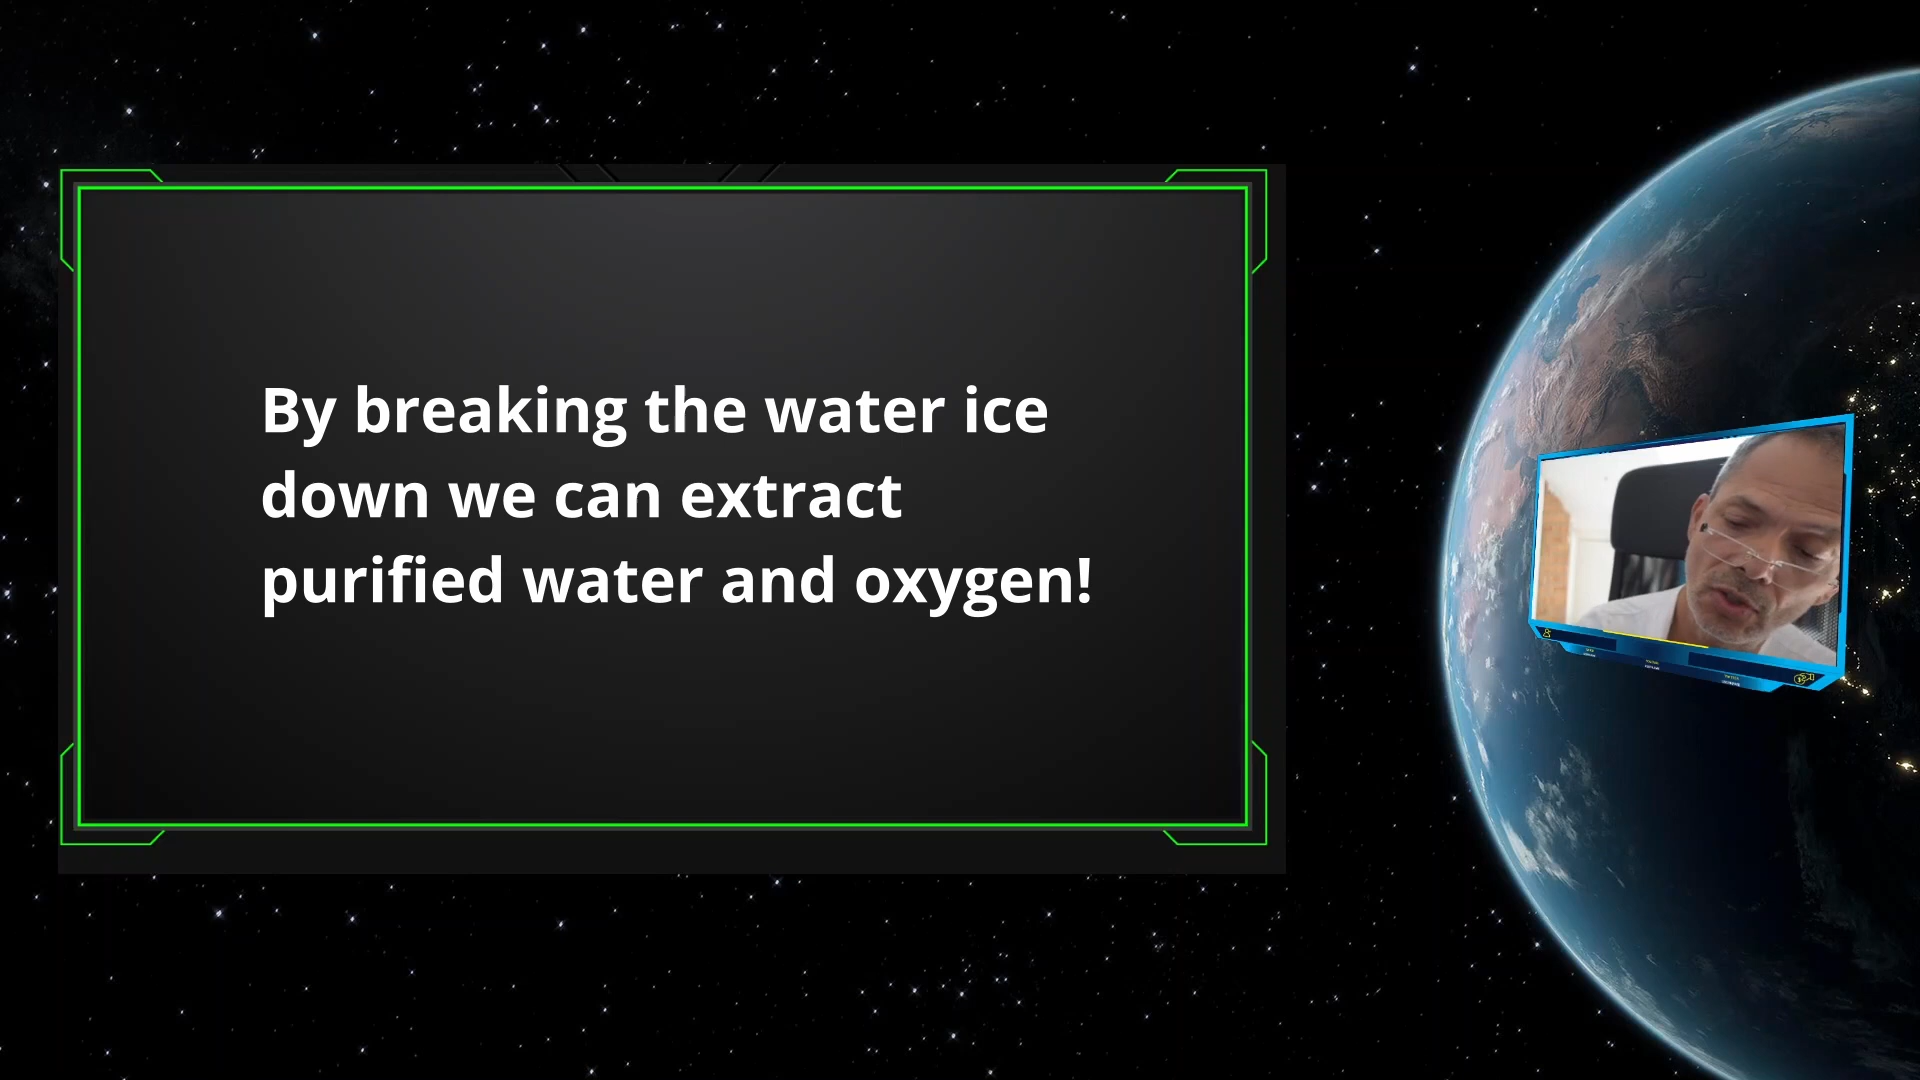 By breaking the water ice
down we can extract
purified water and oxygen!